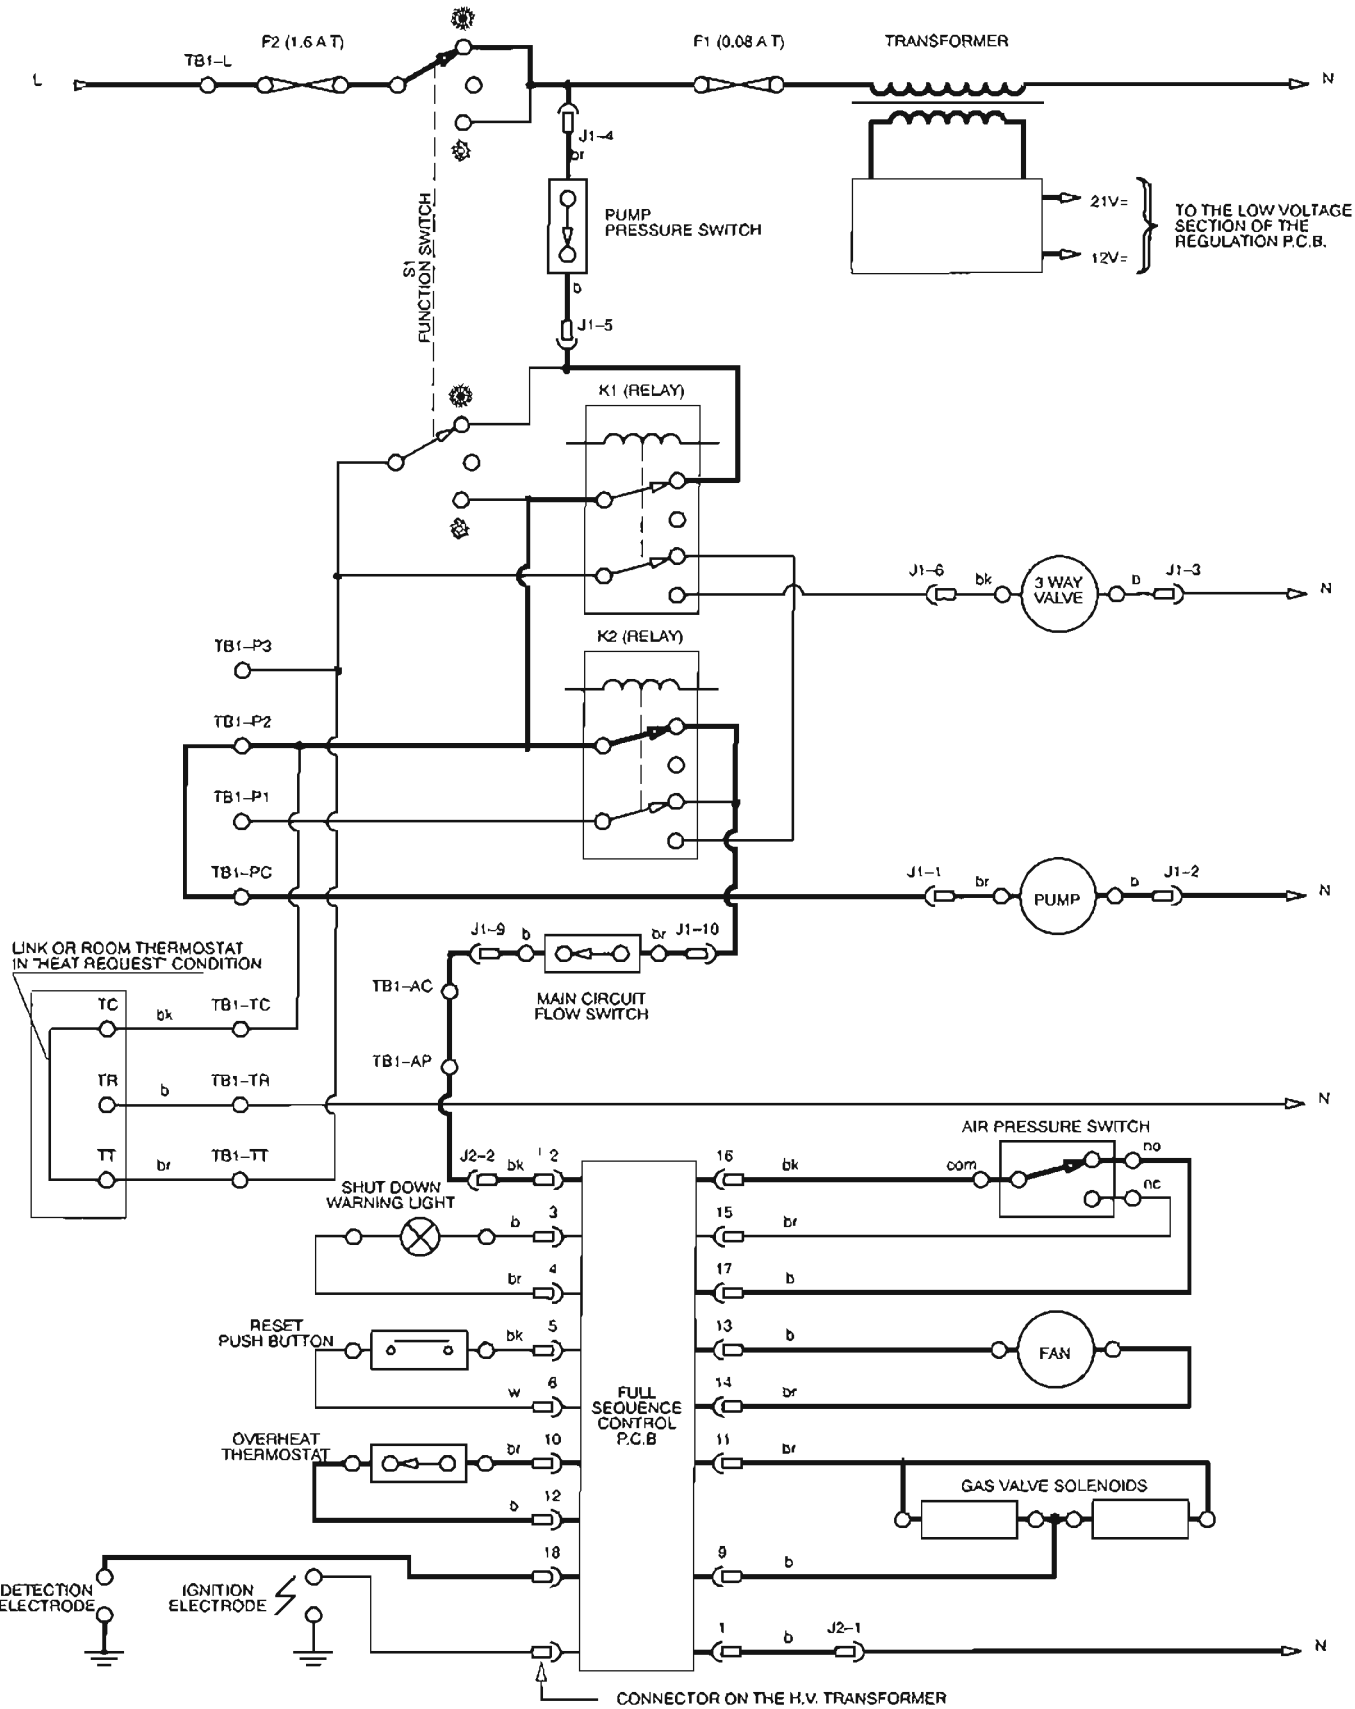 F2 (1.6 A T)
F1 (0.08 A T)
TRANSFORMER
TB1–L
L
N
J1–4
br
S1
FUNCTION SWITCH
PUMP
PRESSURE SWITCH
21V=
12V=
TO THE LOW VOLTAGE
SECTION OF THE
REGULATION P.C.B.
b
J1–5
K1 (RELAY)
J1–6
bk
3 WAY
VALVE
b
J1–3
N
K2 (RELAY)
TB1–P3
TB1–P2
TB1–P1
TB1–PC
J1–1
br
PUMP
b
J1–2
N
LINK OR ROOM THERMOSTAT
IN "HEAT REQUEST" CONDITION
J1–9
b
br
J1–10
MAIN CIRCUIT
FLOW SWITCH
TB1–AC
TC
bk
TB1–TC
TB1–AP
TR
b
TB1–TR
N
TT
br
TB1–TT
J2–2
bk
2
16
bk
AIR PRESSURE SWITCH
com
no
nc
SHUT DOWN
WARNING LIGHT
b
3
15
br
br
4
17
b
RESET
PUSH BUTTON
bk
5
13
b
FAN
w
6
14
br
FULL
SEQUENCE
CONTROL
P.C.B
OVERHEAT
THERMOSTAT
br
10
11
br
GAS VALVE SOLENOIDS
b
12
18
9
b
DETECTION
ELECTRODE
IGNITION
ELECTRODE
1
b
J2–1
N
CONNECTOR ON THE H.V. TRANSFORMER